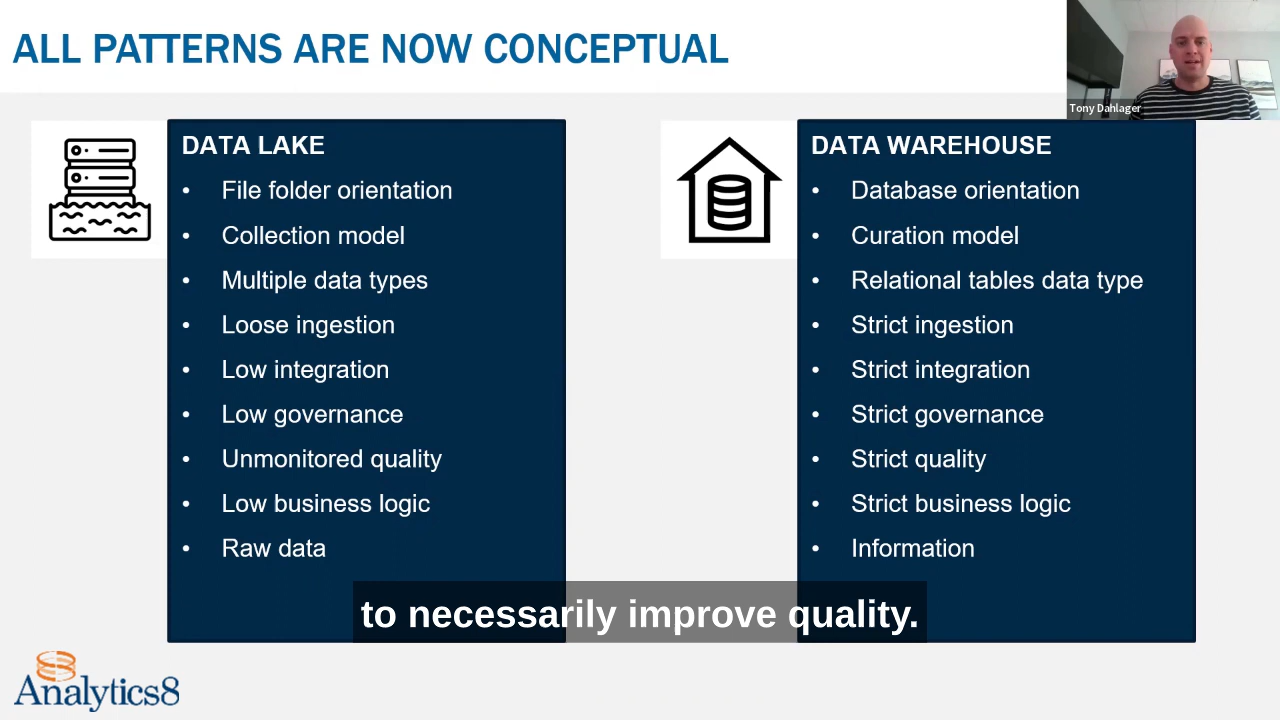 ALL PATTERNS ARE NOW CONCEPTUAL
Tony Dahlager
DATA LAKE
• File folder orientation
• Collection model
• Multiple data types
• Loose ingestion
• Low integration
• Low governance
• Unmonitored quality
• Low business logic
• Raw data
DATA WAREHOUSE
• Database orientation
• Curation model
• Relational tables data type
• Strict ingestion
• Strict integration
• Strict governance
• Strict quality
• Strict business logic
• Information
to necessarily improve quality.
Analytics8